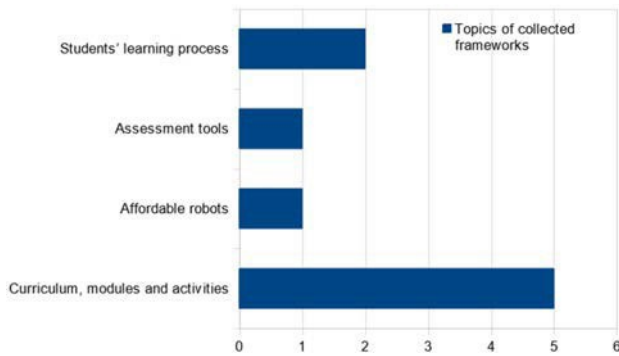 Topics of collected
frameworks
Students' learning process
Assessment tools
Affordable robots
Curriculum, modules and activities
0 1 2 3 4 5 6